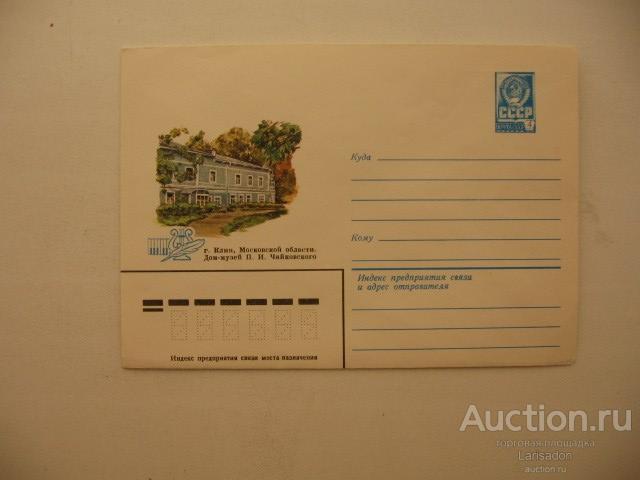 СССР
4
Куда
г. Клин, Московской области.
Дом-музей П. И. Чайковского
Кому
Индекс предприятия связи
и адрес отправителя
Индекс предприятия связи места назначения
Auction.ru
торговая площадка
Larisadon
auction.ru